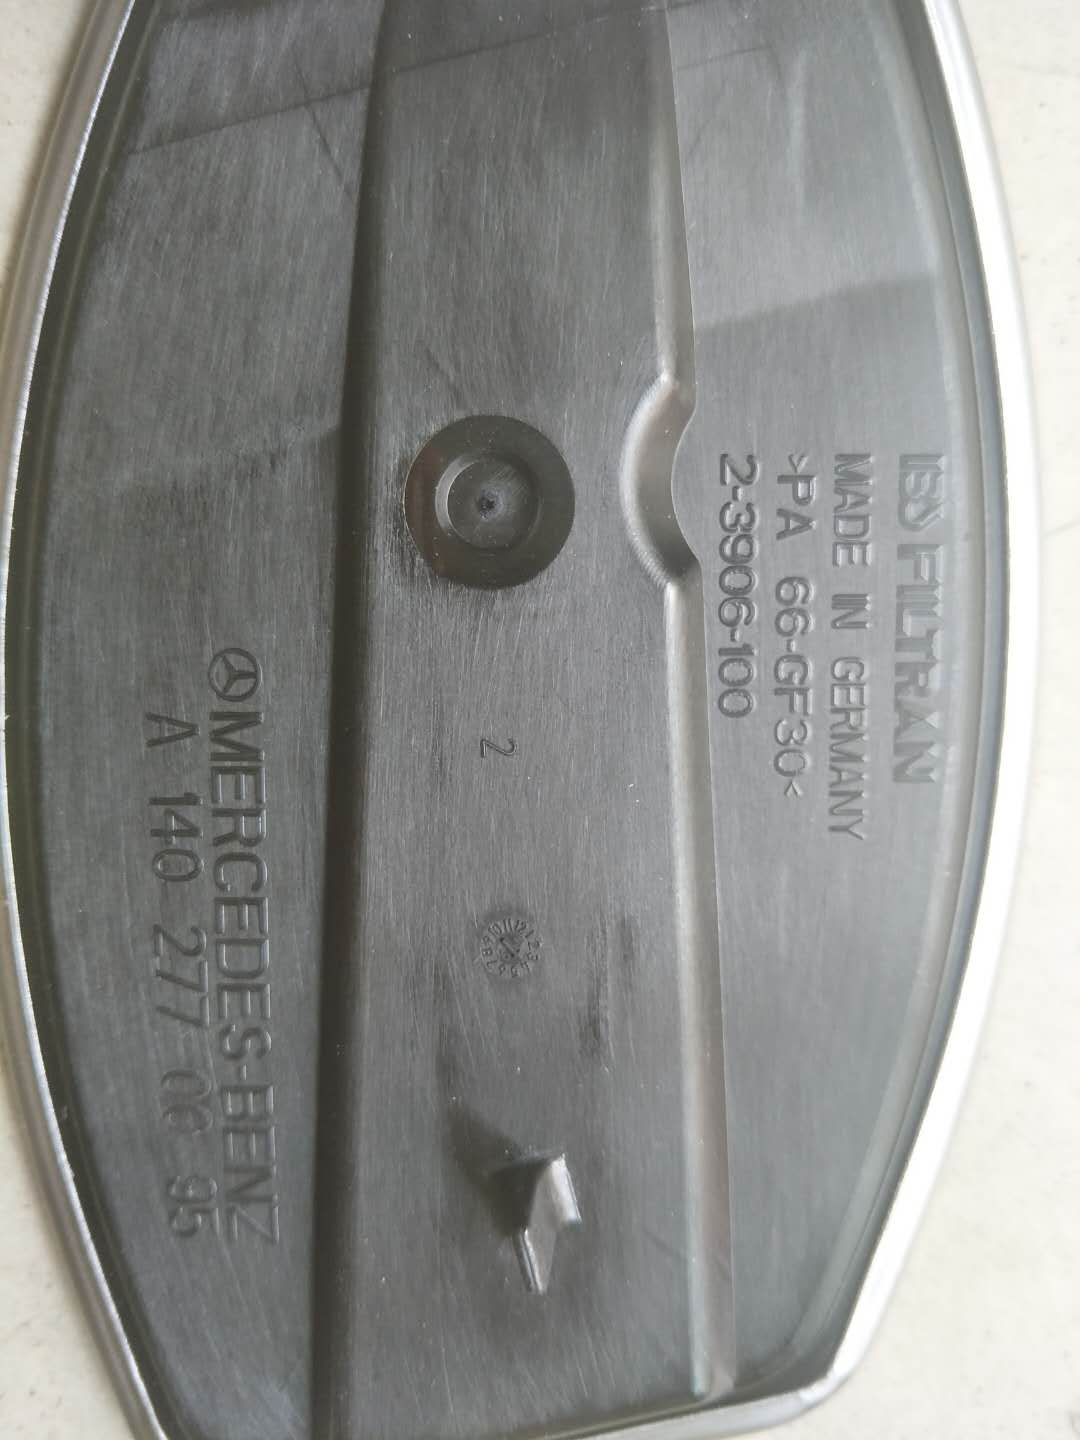 IBS FILTRAN
MADE IN GERMANY
>PA 66-GF30<
2-3906-100
2
MERCEDES-BENZ
A 140 277 00 95